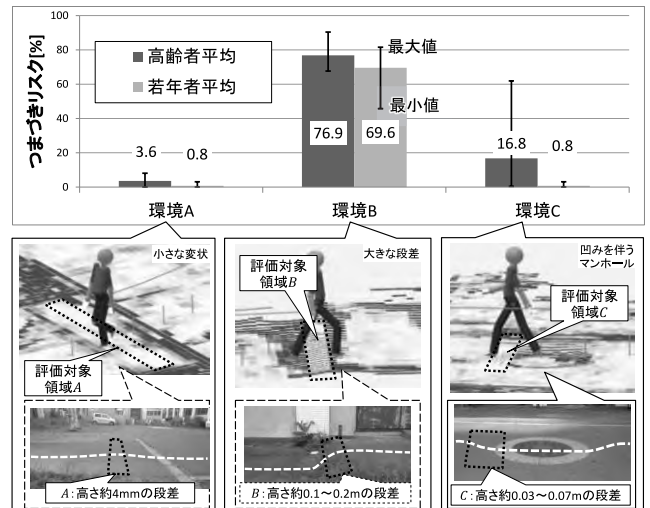 つまづきリスク[%]
100
80
60
40
20
0
高齢者平均
若年者平均
最大値
最小値
3.6
0.8
76.9
69.6
16.8
0.8
環境A
環境B
環境C
小さな変状
評価対象
領域A
A:高さ約4mmの段差
大きな段差
評価対象
領域B
B:高さ約0.1~0.2mの段差
凹みを伴う
マンホール
評価対象
領域C
C:高さ約0.03~0.07mの段差